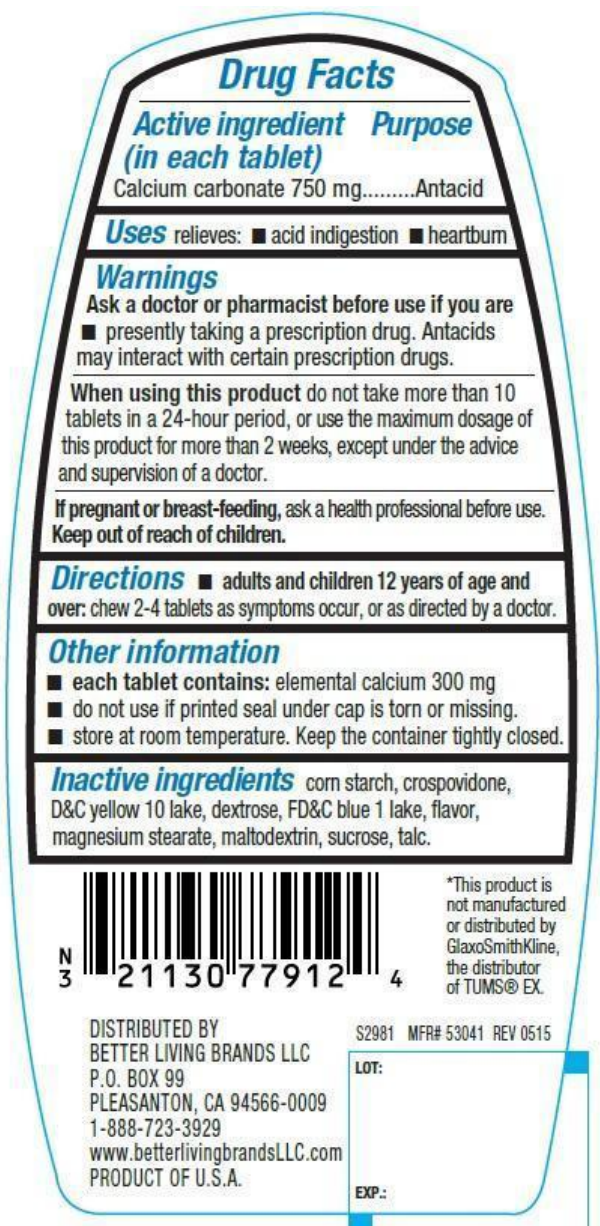 Drug Facts
Active ingredient Purpose
(in each tablet)
Calcium carbonate 750 mg.........Antacid
Uses relieves: ■ acid indigestion ■ heartburn
Warnings
Ask a doctor or pharmacist before use if you are
■ presently taking a prescription drug. Antacids
may interact with certain prescription drugs.
When using this product do not take more than 10
tablets in a 24-hour period, or use the maximum dosage of
this product for more than 2 weeks, except under the advice
and supervision of a doctor.
If pregnant or breast-feeding, ask a health professional before use.
Keep out of reach of children.
Directions ■ adults and children 12 years of age and
over: chew 2-4 tablets as symptoms occur, or as directed by a doctor.
Other information
■ each tablet contains: elemental calcium 300 mg
■ do not use if printed seal under cap is torn or missing.
■ store at room temperature. Keep the container tightly closed.
Inactive ingredients corn starch, crospovidone,
D&C yellow 10 lake, dextrose, FD&C blue 1 lake, flavor,
magnesium stearate, maltodextrin, sucrose, talc.
N
3 21130 77912 4
*This product is
not manufactured
or distributed by
GlaxoSmithKline,
the distributor
of TUMS® EX.
DISTRIBUTED BY
BETTER LIVING BRANDS LLC
P.O. BOX 99
PLEASANTON, CA 94566-0009
1-888-723-3929
www.betterlivingbrandsLLC.com
PRODUCT OF U.S.A.
S2981 MFR# 53041 REV 0515
LOT:
EXP.: